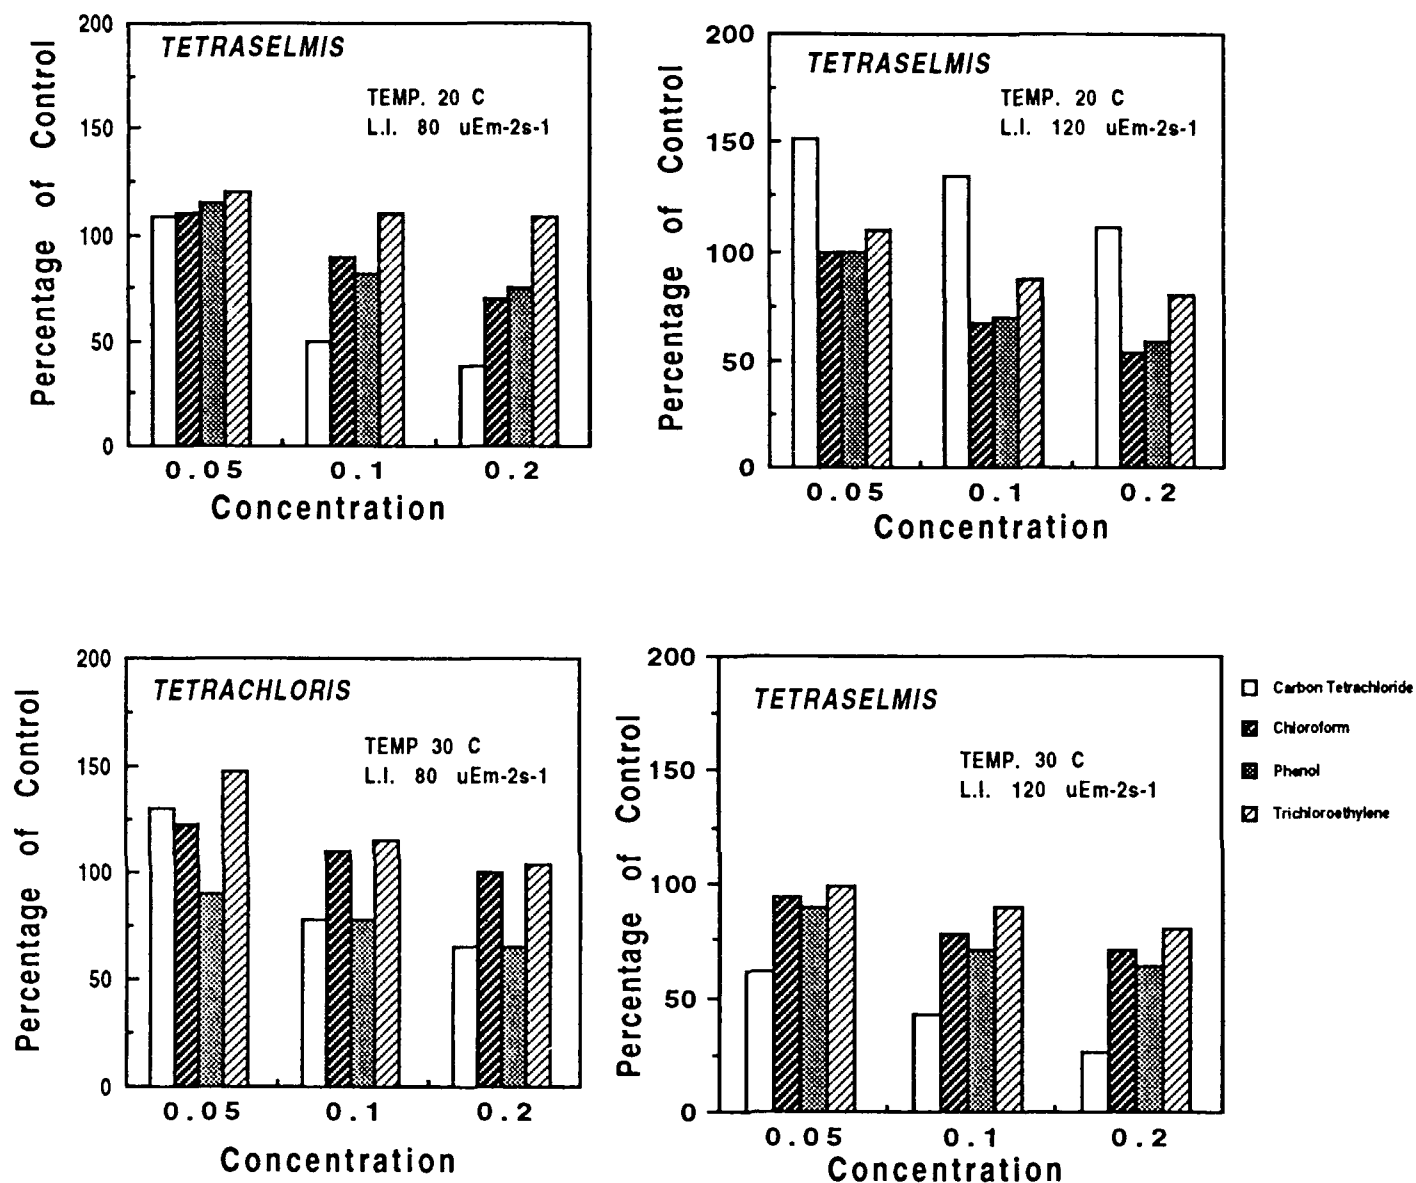 TETRASELMIS
TEMP. 20 C
L.I. 80 uEm-2s-1
Percentage of Control
200
150
100
50
0
0.05 0.1 0.2
Concentration
TETRASELMIS
TEMP. 20 C
L.I. 120 uEm-2s-1
Percentage of Control
200
150
100
50
0
0.05 0.1 0.2
Concentration
TETRACHLORIS
TEMP 30 C
L.I. 80 uEm-2s-1
Percentage of Control
200
150
100
50
0
0.05 0.1 0.2
Concentration
TETRASELMIS
TEMP. 30 C
L.I. 120 uEm-2s-1
Percentage of Control
200
150
100
50
0
0.05 0.1 0.2
Concentration
Carbon Tetrachloride
Chloroform
Phenol
Trichloroethylene